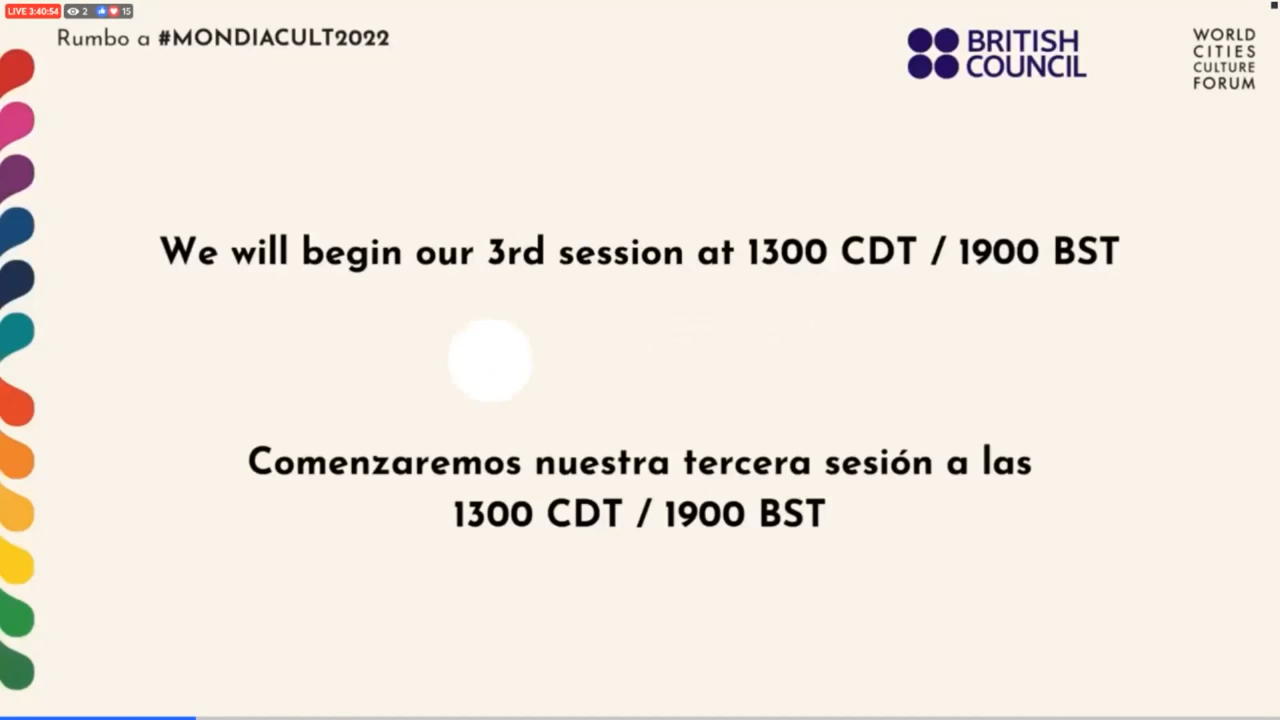 LIVE 3:40:54 2 15
Rumbo a #MONDIACULT2022
BRITISH
COUNCIL
WORLD
CITIES
CULTURE
FORUM
We will begin our 3rd session at 1300 CDT / 1900 BST
Comenzaremos nuestra tercera sesión a las
1300 CDT / 1900 BST